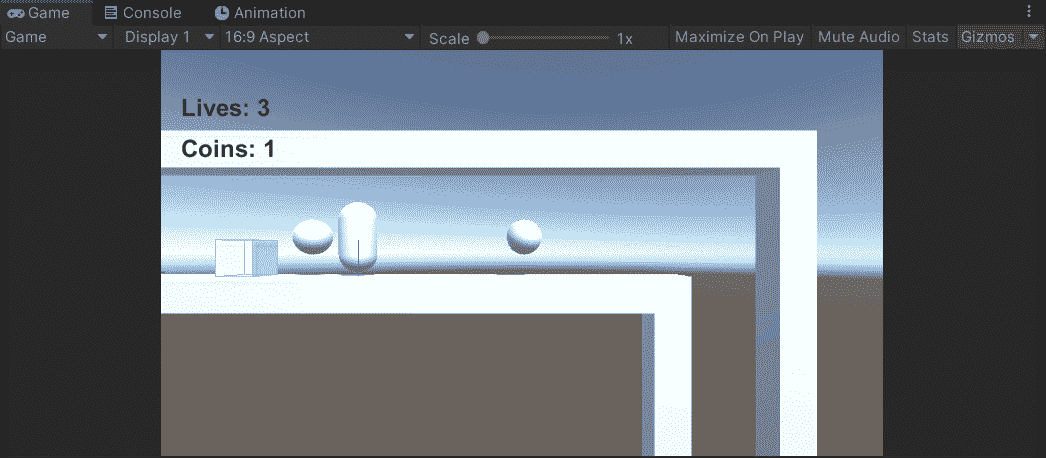 Game Console Animation
Game Display 1 16:9 Aspect Scale 1x Maximize On Play Mute Audio Stats Gizmos
Lives: 3
Coins: 1